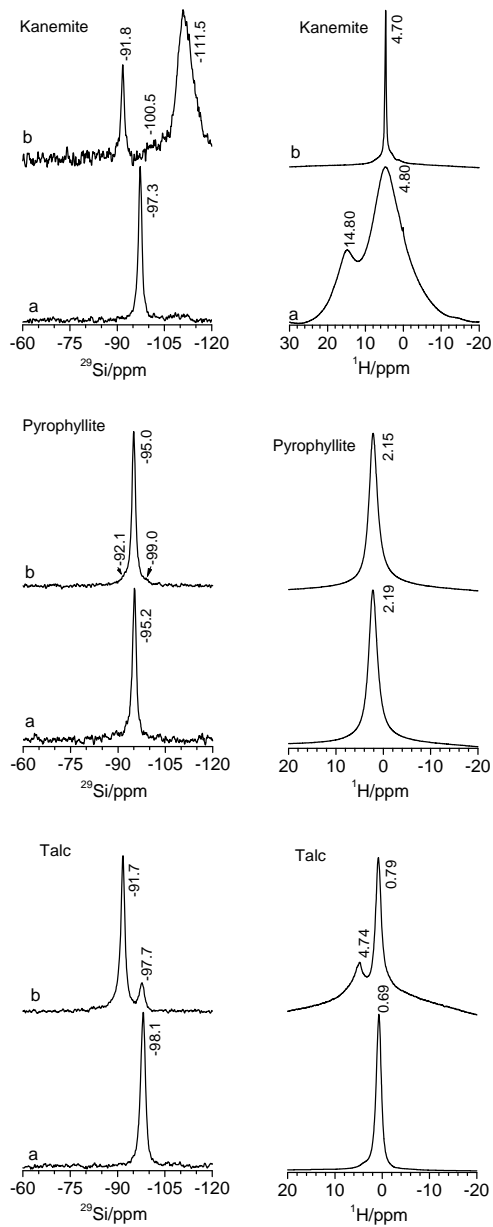 Kanemite
-91.8
-100.5
-111.5
b
-97.3
a
-60 -75 -90 -105 -120
²⁹Si/ppm
Kanemite
4.70
b
4.80
14.80
a
30 20 10 0 -10 -20
¹H/ppm
Pyrophyllite
-95.0
-92.1
-99.0
b
-95.2
a
-60 -75 -90 -105 -120
²⁹Si/ppm
Pyrophyllite
2.15
2.19
20 10 0 -10 -20
¹H/ppm
Talc
-91.7
-97.7
b
-98.1
a
-60 -75 -90 -105 -120
²⁹Si/ppm
Talc
0.79
4.74
0.69
20 10 0 -10 -20
¹H/ppm